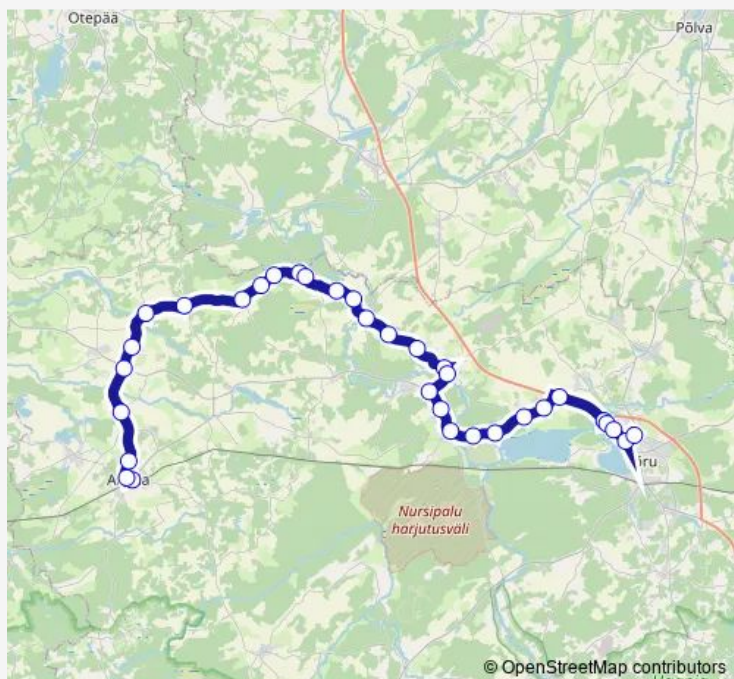 Otepää
Põlva
Nursipalu
harjutusväli
© OpenStreetMap contributors